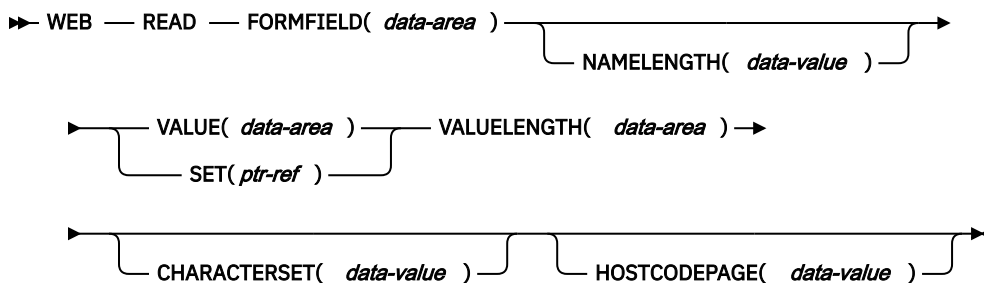 WEB READ FORMFIELD( data-area )
NAMELENGTH( data-value )
VALUE( data-area ) VALUELENGTH( data-area )
SET( ptr-ref )
CHARACTERSET( data-value ) HOSTCODEPAGE( data-value )